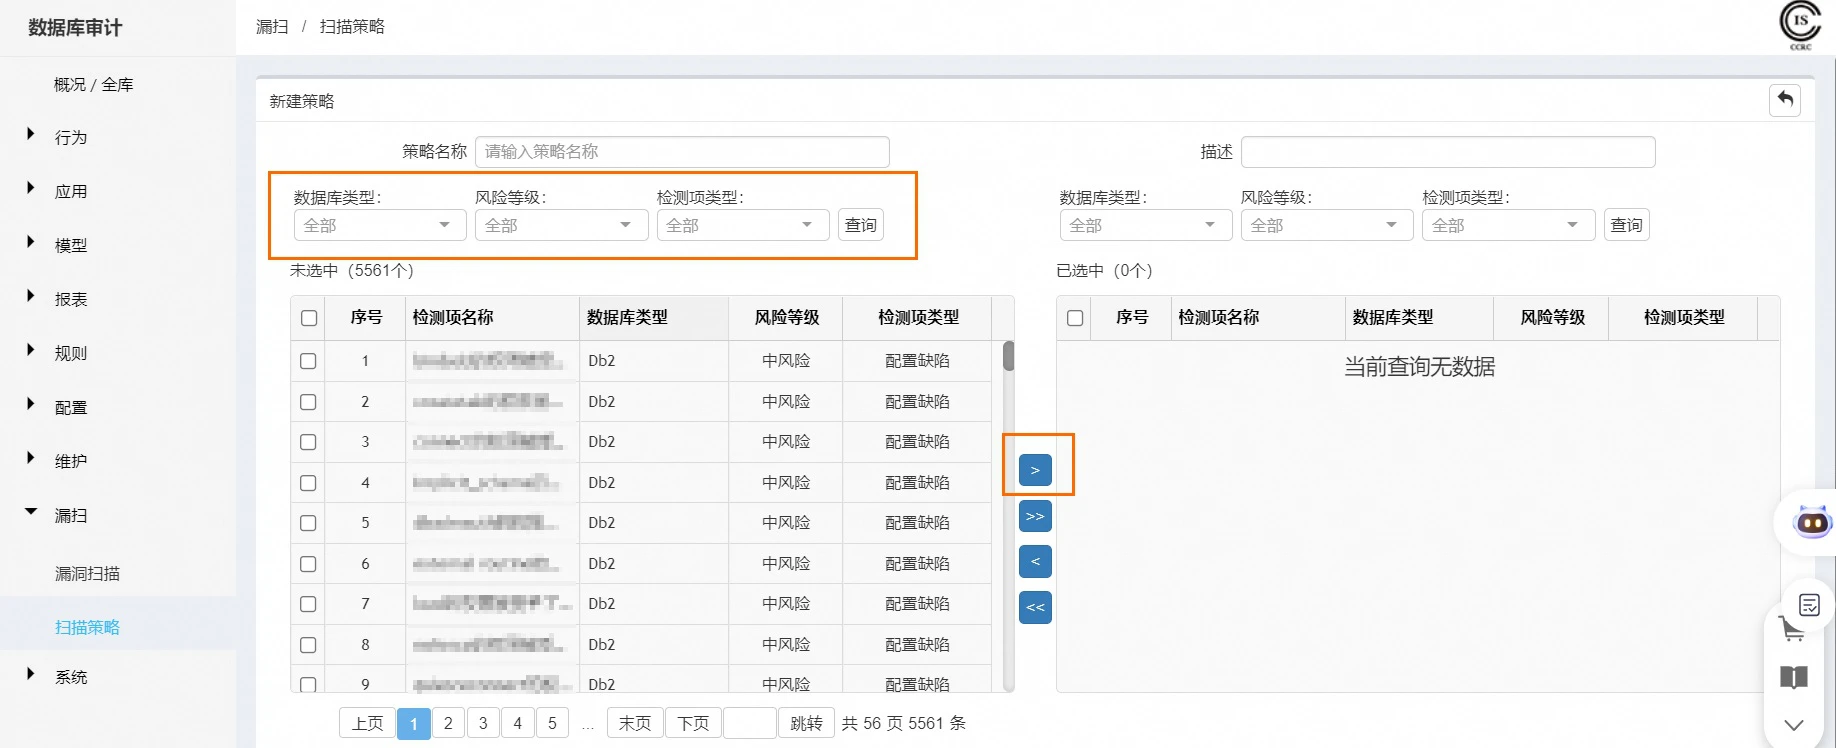 数据库审计
漏扫 / 扫描策略
IS
CCRC
概况 / 全库
行为
应用
模型
报表
规则
配置
维护
漏扫
漏洞扫描
扫描策略
系统
新建策略
策略名称 请输入策略名称
描述
数据库类型： 风险等级： 检测项类型：
全部 全部 全部 查询
数据库类型： 风险等级： 检测项类型：
全部 全部 全部 查询
未选中（5561个）
已选中（0个）
序号 检测项名称 数据库类型 风险等级 检测项类型
1 Db2 中风险 配置缺陷
2 Db2 中风险 配置缺陷
3 Db2 中风险 配置缺陷
4 Db2 中风险 配置缺陷
5 Db2 中风险 配置缺陷
6 Db2 中风险 配置缺陷
7 Db2 中风险 配置缺陷
8 Db2 中风险 配置缺陷
9 Db2 中风险 配置缺陷
>
>>
<
<<
序号 检测项名称 数据库类型 风险等级 检测项类型
当前查询无数据
上页 1 2 3 4 5 ... 末页 下页 跳转 共 56 页 5561 条